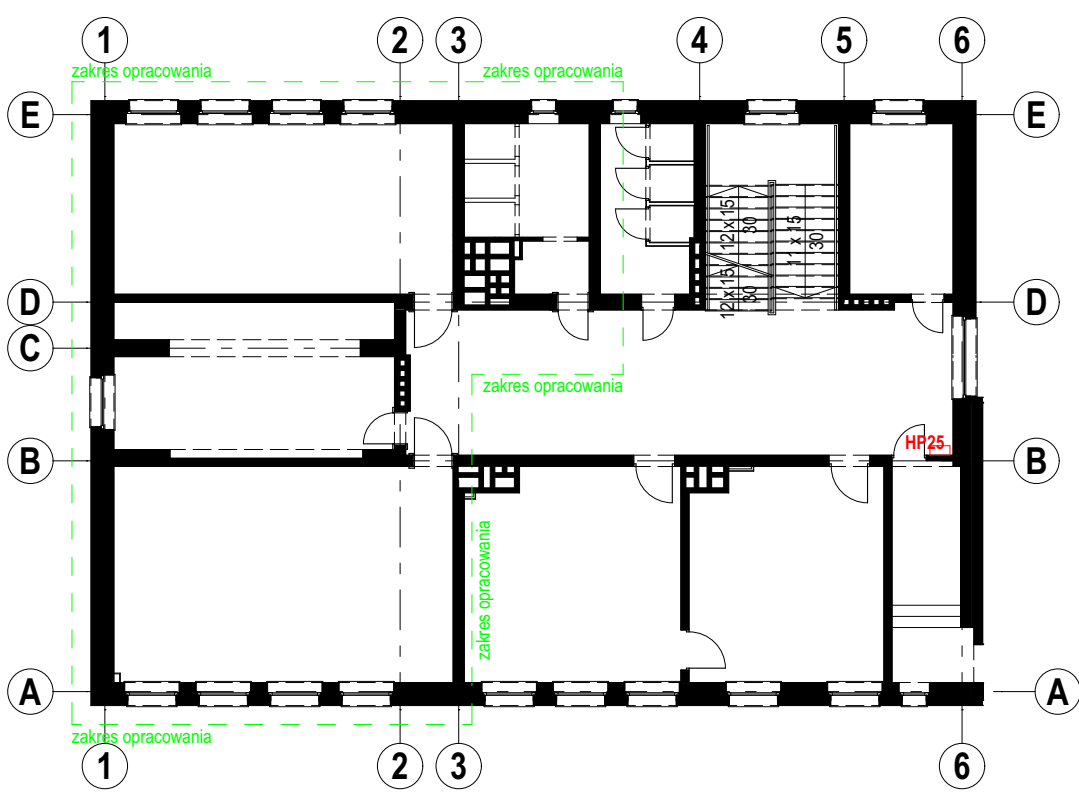 1 2 3 4 5 6
zakres opracowania zakres opracowania
E E
12 x 15
30
11 x 15
30
12 x 15
30
D D
C
zakres opracowania
HP25
B B
zakres opracowania
A A
zakres opracowania
1 2 3 6